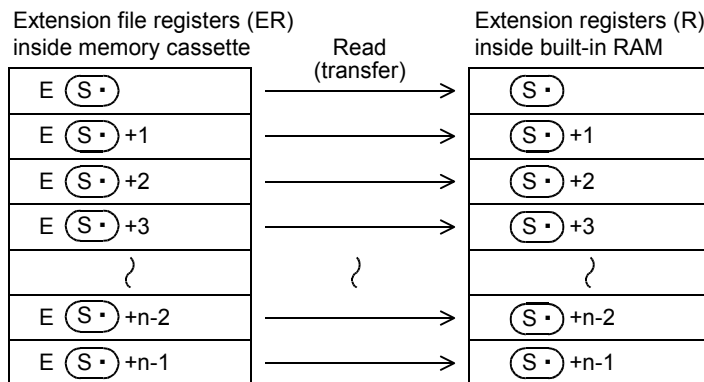 Extension file registers (ER)
inside memory cassette
Read
(transfer)
Extension registers (R)
inside built-in RAM
E S・ S・
E S・ +1 S・ +1
E S・ +2 S・ +2
E S・ +3 S・ +3
E S・ +n-2 S・ +n-2
E S・ +n-1 S・ +n-1